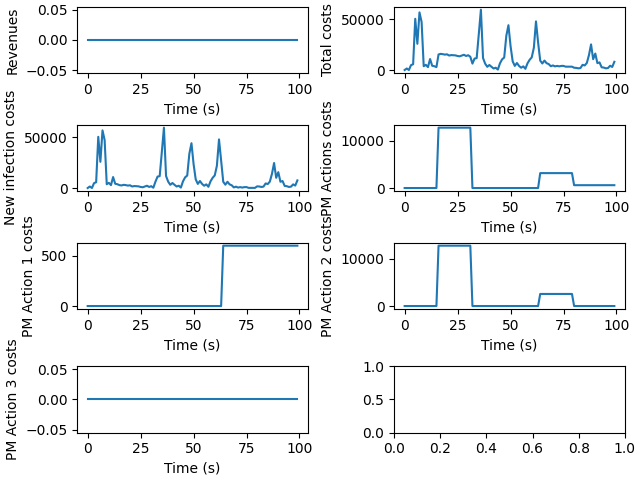 Revenues
0.05
0.00
−0.05
0 25 50 75 100
Time (s)
Total costs
50000
0
0 25 50 75 100
Time (s)
New infection costs
50000
0
0 25 50 75 100
Time (s)
PM Actions costs
10000
0
0 25 50 75 100
Time (s)
PM Action 1 costs
500
0
0 25 50 75 100
Time (s)
PM Action 2 costs
10000
0
0 25 50 75 100
Time (s)
PM Action 3 costs
0.05
0.00
−0.05
0 25 50 75 100
Time (s)
1.0
0.5
0.0
0.0 0.2 0.4 0.6 0.8 1.0